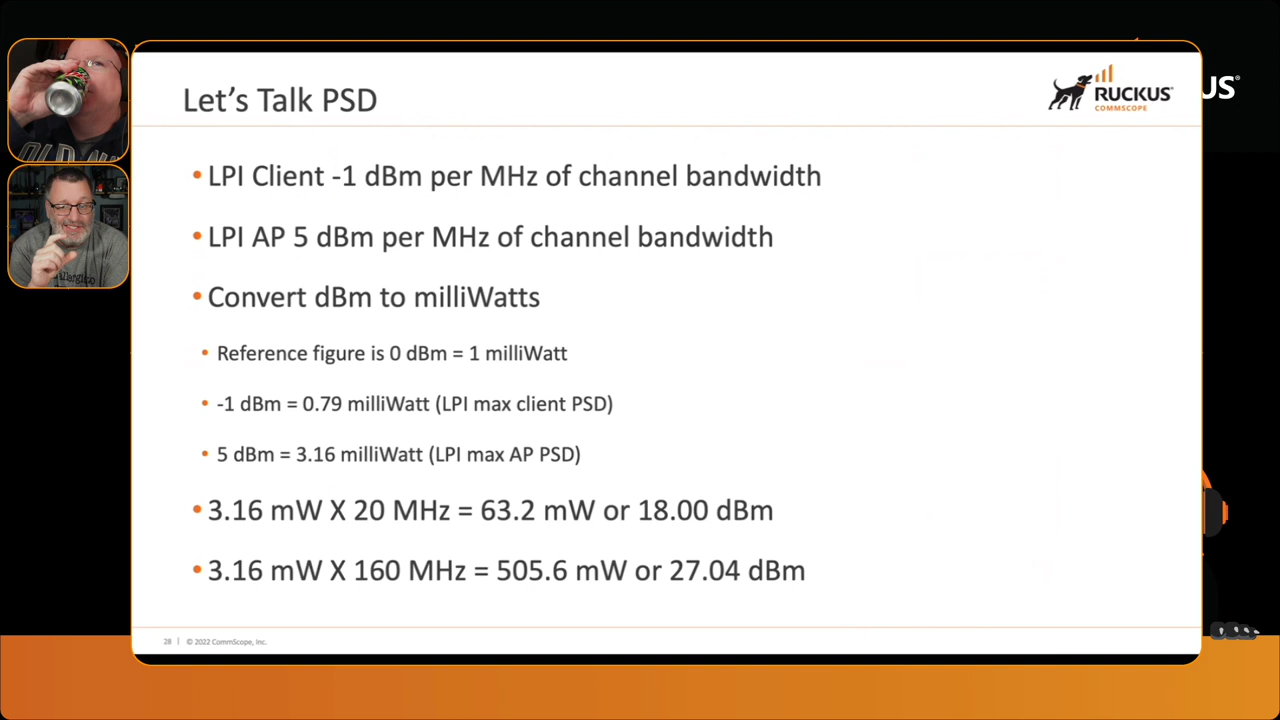 Let's Talk PSD
RUCKUS®
COMMSCOPE
US®
• LPI Client -1 dBm per MHz of channel bandwidth
• LPI AP 5 dBm per MHz of channel bandwidth
• Convert dBm to milliWatts
• Reference figure is 0 dBm = 1 milliWatt
• -1 dBm = 0.79 milliWatt (LPI max client PSD)
• 5 dBm = 3.16 milliWatt (LPI max AP PSD)
• 3.16 mW X 20 MHz = 63.2 mW or 18.00 dBm
• 3.16 mW X 160 MHz = 505.6 mW or 27.04 dBm
28 | © 2022 CommScope, Inc.